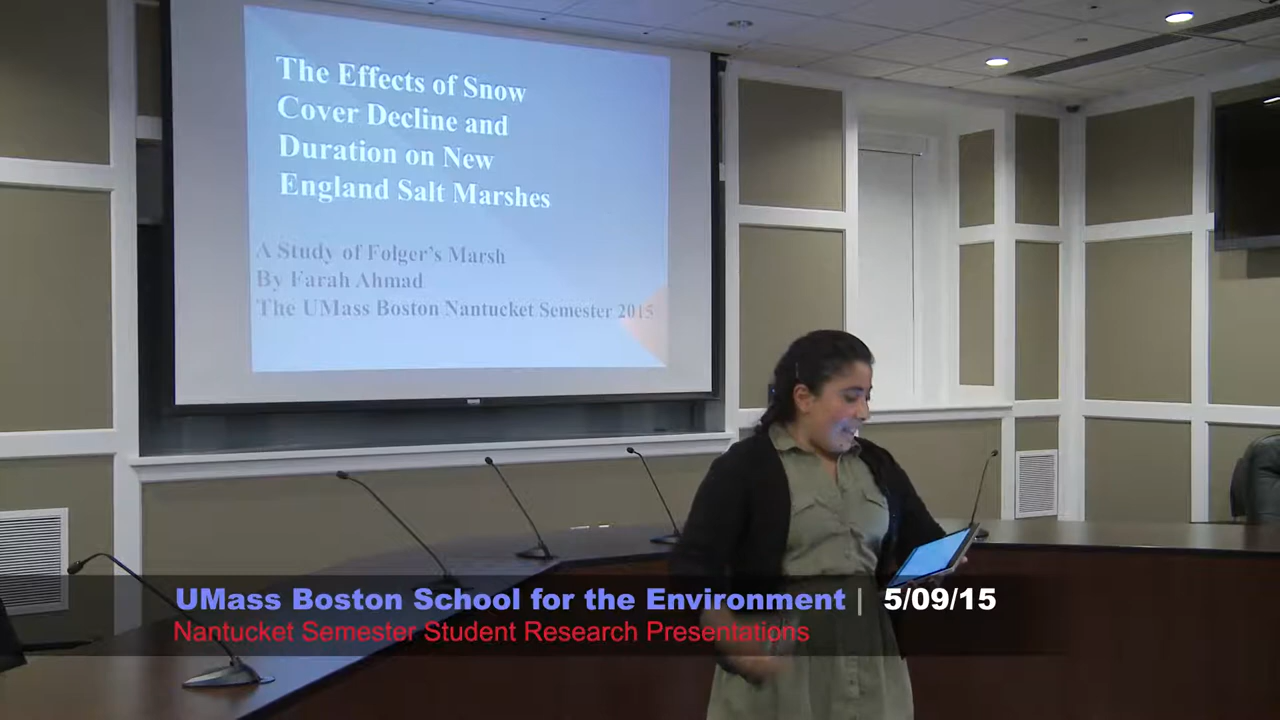 The Effects of Snow
Cover Decline and
Duration on New
England Salt Marshes
A Study of Folger's Marsh
By Farah Ahmad
The UMass Boston Nantucket Semester 2015
UMass Boston School for the Environment | 5/09/15
Nantucket Semester Student Research Presentations